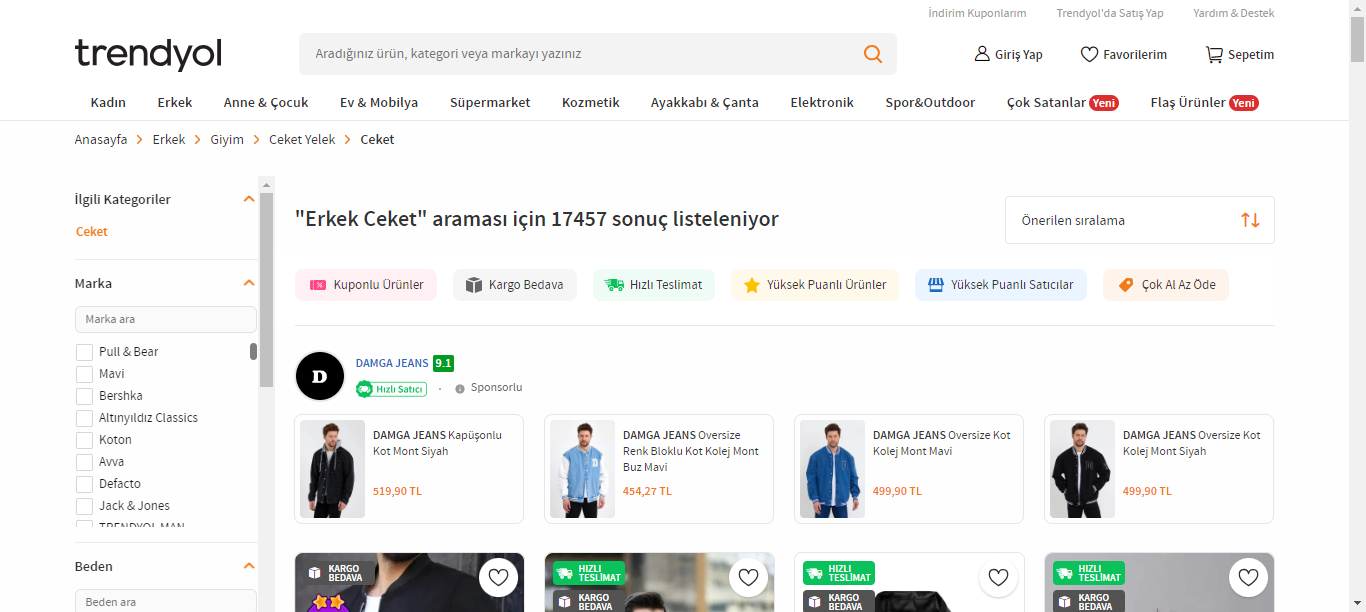 İndirim Kuponlarım Trendyol'da Satış Yap Yardım & Destek
trendyol
Aradığınız ürün, kategori veya markayı yazınız
Giriş Yap Favorilerim Sepetim
Kadın Erkek Anne & Çocuk Ev & Mobilya Süpermarket Kozmetik Ayakkabı & Çanta Elektronik Spor&Outdoor Çok Satanlar Yeni Flaş Ürünler Yeni
Anasayfa Erkek Giyim Ceket Yelek Ceket
İlgili Kategoriler
Ceket
Marka
Marka ara
Pull & Bear
Mavi
Bershka
Altınyıldız Classics
Koton
Avva
Defacto
Jack & Jones
TRENDYOL MAN
Beden
Beden ara
"Erkek Ceket" araması için 17457 sonuç listeleniyor
Önerilen sıralama
Kuponlu Ürünler Kargo Bedava Hızlı Teslimat Yüksek Puanlı Ürünler Yüksek Puanlı Satıcılar Çok Al Az Öde
D
DAMGA JEANS 9.1
Hızlı Satıcı · Sponsorlu
DAMGA JEANS Kapüşonlu
Kot Mont Siyah
519,90 TL
DAMGA JEANS Oversize
Renk Bloklu Kot Kolej Mont
Buz Mavi
454,27 TL
DAMGA JEANS Oversize Kot
Kolej Mont Mavi
499,90 TL
DAMGA JEANS Oversize Kot
Kolej Mont Siyah
499,90 TL
KARGO
BEDAVA
HIZLI
TESLİMAT
KARGO
BEDAVA
HIZLI
TESLİMAT
KARGO
BEDAVA
HIZLI
TESLİMAT
KARGO
BEDAVA